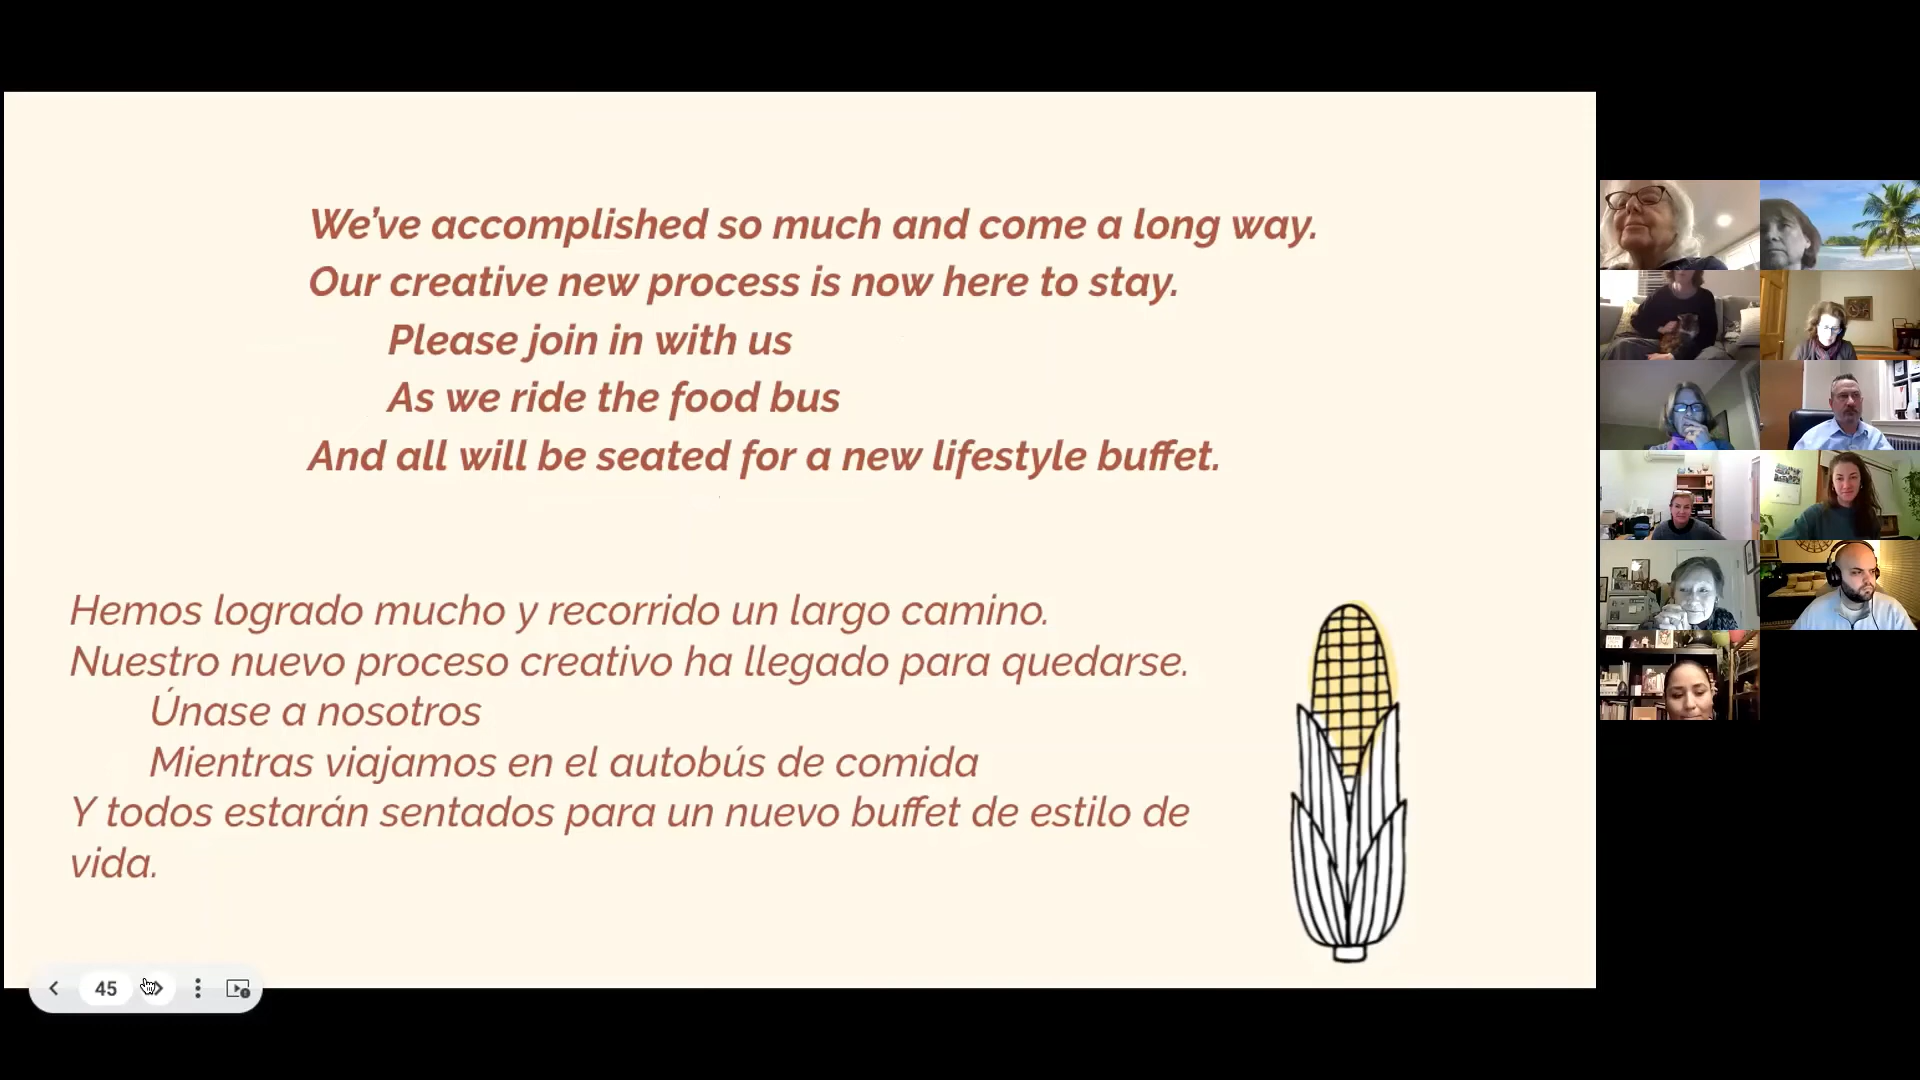 We've accomplished so much and come a long way.
Our creative new process is now here to stay.
Please join in with us
As we ride the food bus
And all will be seated for a new lifestyle buffet.
Hemos logrado mucho y recorrido un largo camino.
Nuestro nuevo proceso creativo ha llegado para quedarse.
Únase a nosotros
Mientras viajamos en el autobús de comida
Y todos estarán sentados para un nuevo buffet de estilo de
vida.
45